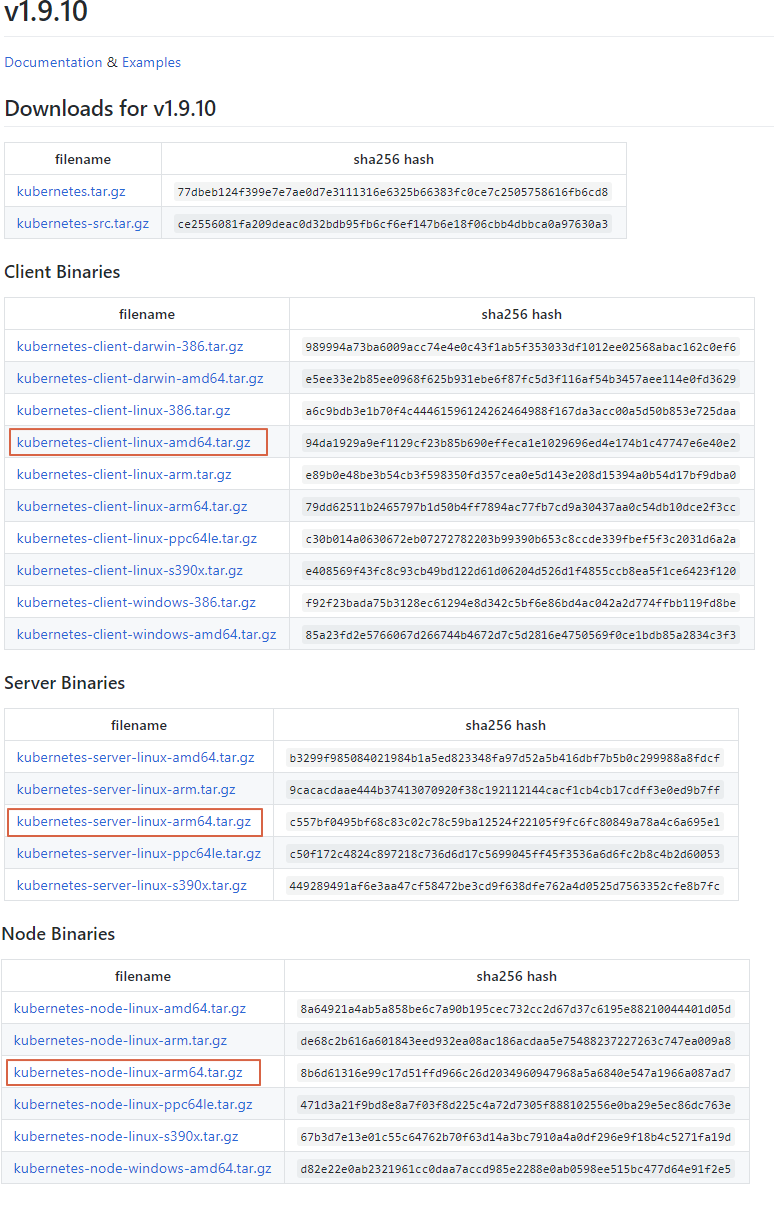 v1.9.10
Documentation & Examples
Downloads for v1.9.10
filename sha256 hash
kubernetes.tar.gz 77dbeb124f399e7e7ae0d7e3111316e6325b66383fc0ce7c2505758616fb6cd8
kubernetes-src.tar.gz ce2556081fa209deac0d32bdb95fb6cf6ef147b6e18f06cbb4dbbca0a97630a3
Client Binaries
filename sha256 hash
kubernetes-client-darwin-386.tar.gz 989994a73ba6009acc74e4e0c43f1ab5f353033df1012ee02568abac162c0ef6
kubernetes-client-darwin-amd64.tar.gz e5ee33e2b85ee0968f625b931ebe6f87fc5d3f116af54b3457aee114e0fd3629
kubernetes-client-linux-386.tar.gz a6c9bdb3e1b70f4c44461596124262464988f167da3acc00a5d50b853e725daa
kubernetes-client-linux-amd64.tar.gz 94da1929a9ef1129cf23b85b690effeca1e1029696ed4e174b1c47747e6e40e2
kubernetes-client-linux-arm.tar.gz e89b0e48be3b54cb3f598350fd357cea0e5d143e208d15394a0b54d17bf9dba0
kubernetes-client-linux-arm64.tar.gz 79dd62511b2465797b1d50b4ff7894ac77fb7cd9a30437aa0c54db10dce2f3cc
kubernetes-client-linux-ppc64le.tar.gz c30b014a0630672eb07272782203b99390b653c8ccde339fbef5f3c2031d6a2a
kubernetes-client-linux-s390x.tar.gz e408569f43fc8c93cb49bd122d61d06204d526d1f4855ccb8ea5f1ce6423f120
kubernetes-client-windows-386.tar.gz f92f23bada75b3128ec61294e8d342c5bf6e86bd4ac042a2d774ffbb119fd8be
kubernetes-client-windows-amd64.tar.gz 85a23fd2e5766067d266744b4672d7c5d2816e4750569f0ce1bdb85a2834c3f3
Server Binaries
filename sha256 hash
kubernetes-server-linux-amd64.tar.gz b3299f985084021984b1a5ed823348fa97d52a5b416dbf7b5b0c299988a8fdcf
kubernetes-server-linux-arm.tar.gz 9cacacdaae444b37413070920f38c192112144cacf1cb4cb17cdff3e0ed9b7ff
kubernetes-server-linux-arm64.tar.gz c557bf0495bf68c83c02c78c59ba12524f22105f9fc6fc80849a78a4c6a695e1
kubernetes-server-linux-ppc64le.tar.gz c50f172c4824c897218c736d6d17c5699045ff45f3536a6d6fc2b8c4b2d60053
kubernetes-server-linux-s390x.tar.gz 449289491af6e3aa47cf58472be3cd9f638dfe762a4d0525d7563352cfe8b7fc
Node Binaries
filename sha256 hash
kubernetes-node-linux-amd64.tar.gz 8a64921a4ab5a858be6c7a90b195cec732cc2d67d37c6195e88210044401d05d
kubernetes-node-linux-arm.tar.gz de68c2b616a601843eed932ea08ac186acdaa5e75488237227263c747ea009a8
kubernetes-node-linux-arm64.tar.gz 8b6d61316e99c17d51ffd966c26d2034960947968a5a6840e547a1966a087ad7
kubernetes-node-linux-ppc64le.tar.gz 471d3a21f9bd8e8a7f03f8d225c4a72d7305f888102556e0ba29e5ec86dc763e
kubernetes-node-linux-s390x.tar.gz 67b3d7e13e01c55c64762b70f63d14a3bc7910a4a0df296e9f18b4c5271fa19d
kubernetes-node-windows-amd64.tar.gz d82e22e0ab2321961cc0daa7accd985e2288e0ab0598ee515bc477d64e91f2e5